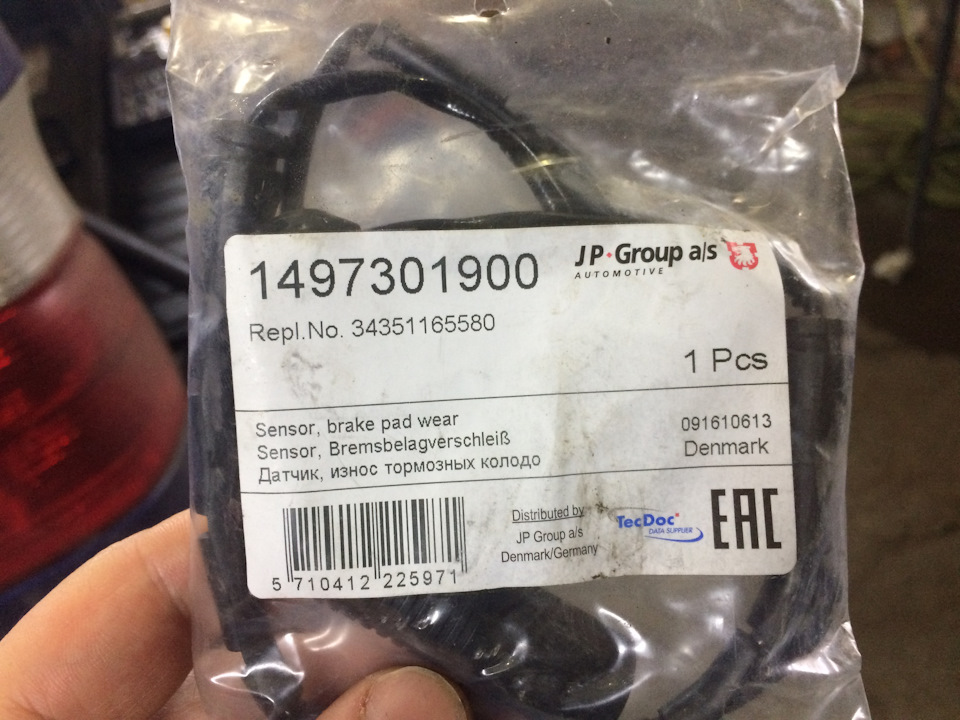 1497301900
JP Group a/s
AUTOMOTIVE
Repl.No. 34351165580
1 Pcs
Sensor, brake pad wear
Sensor, Bremsbelagverschleiß
Датчик, износ тормозных колодо
091610613
Denmark
5 710412 225971
Distributed by
JP Group a/s
Denmark/Germany
TecDoc
DATA SUPPLIER
EAC